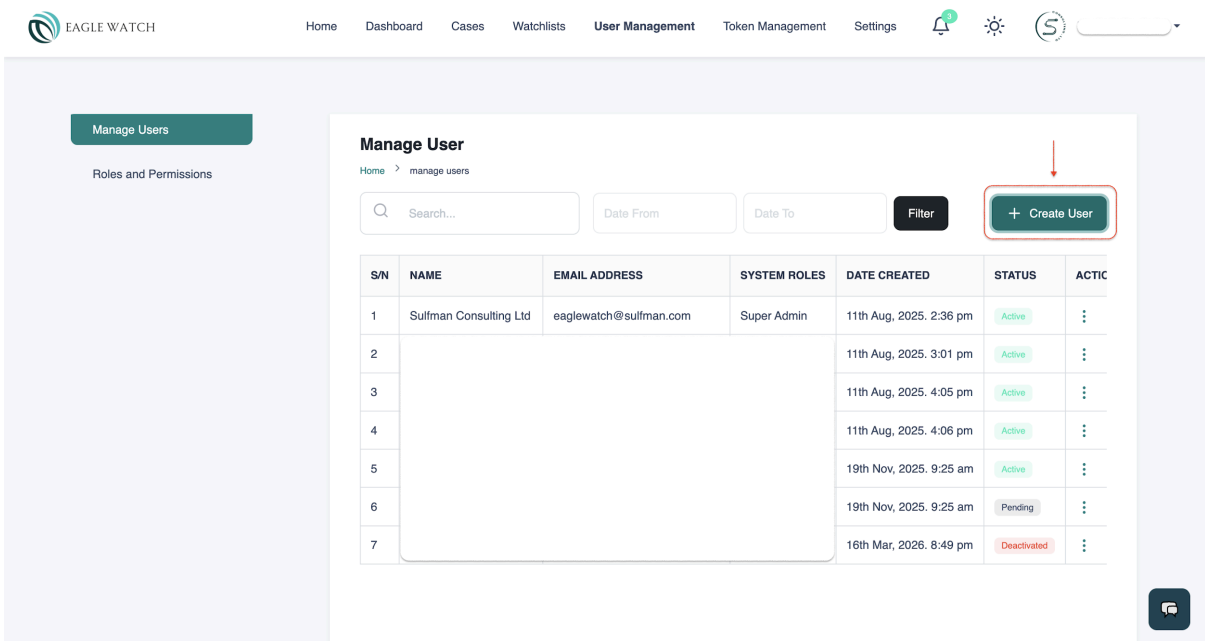 EAGLE WATCH
Home Dashboard Cases Watchlists User Management Token Management Settings 3
Manage Users
Roles and Permissions
Manage User
Home > manage users
Search... Date From Date To Filter + Create User
S/N NAME EMAIL ADDRESS SYSTEM ROLES DATE CREATED STATUS ACTIC
1 Sulfman Consulting Ltd eaglewatch@sulfman.com Super Admin 11th Aug, 2025. 2:36 pm Active
2 11th Aug, 2025. 3:01 pm Active
3 11th Aug, 2025. 4:05 pm Active
4 11th Aug, 2025. 4:06 pm Active
5 19th Nov, 2025. 9:25 am Active
6 19th Nov, 2025. 9:25 am Pending
7 16th Mar, 2026. 8:49 pm Deactivated